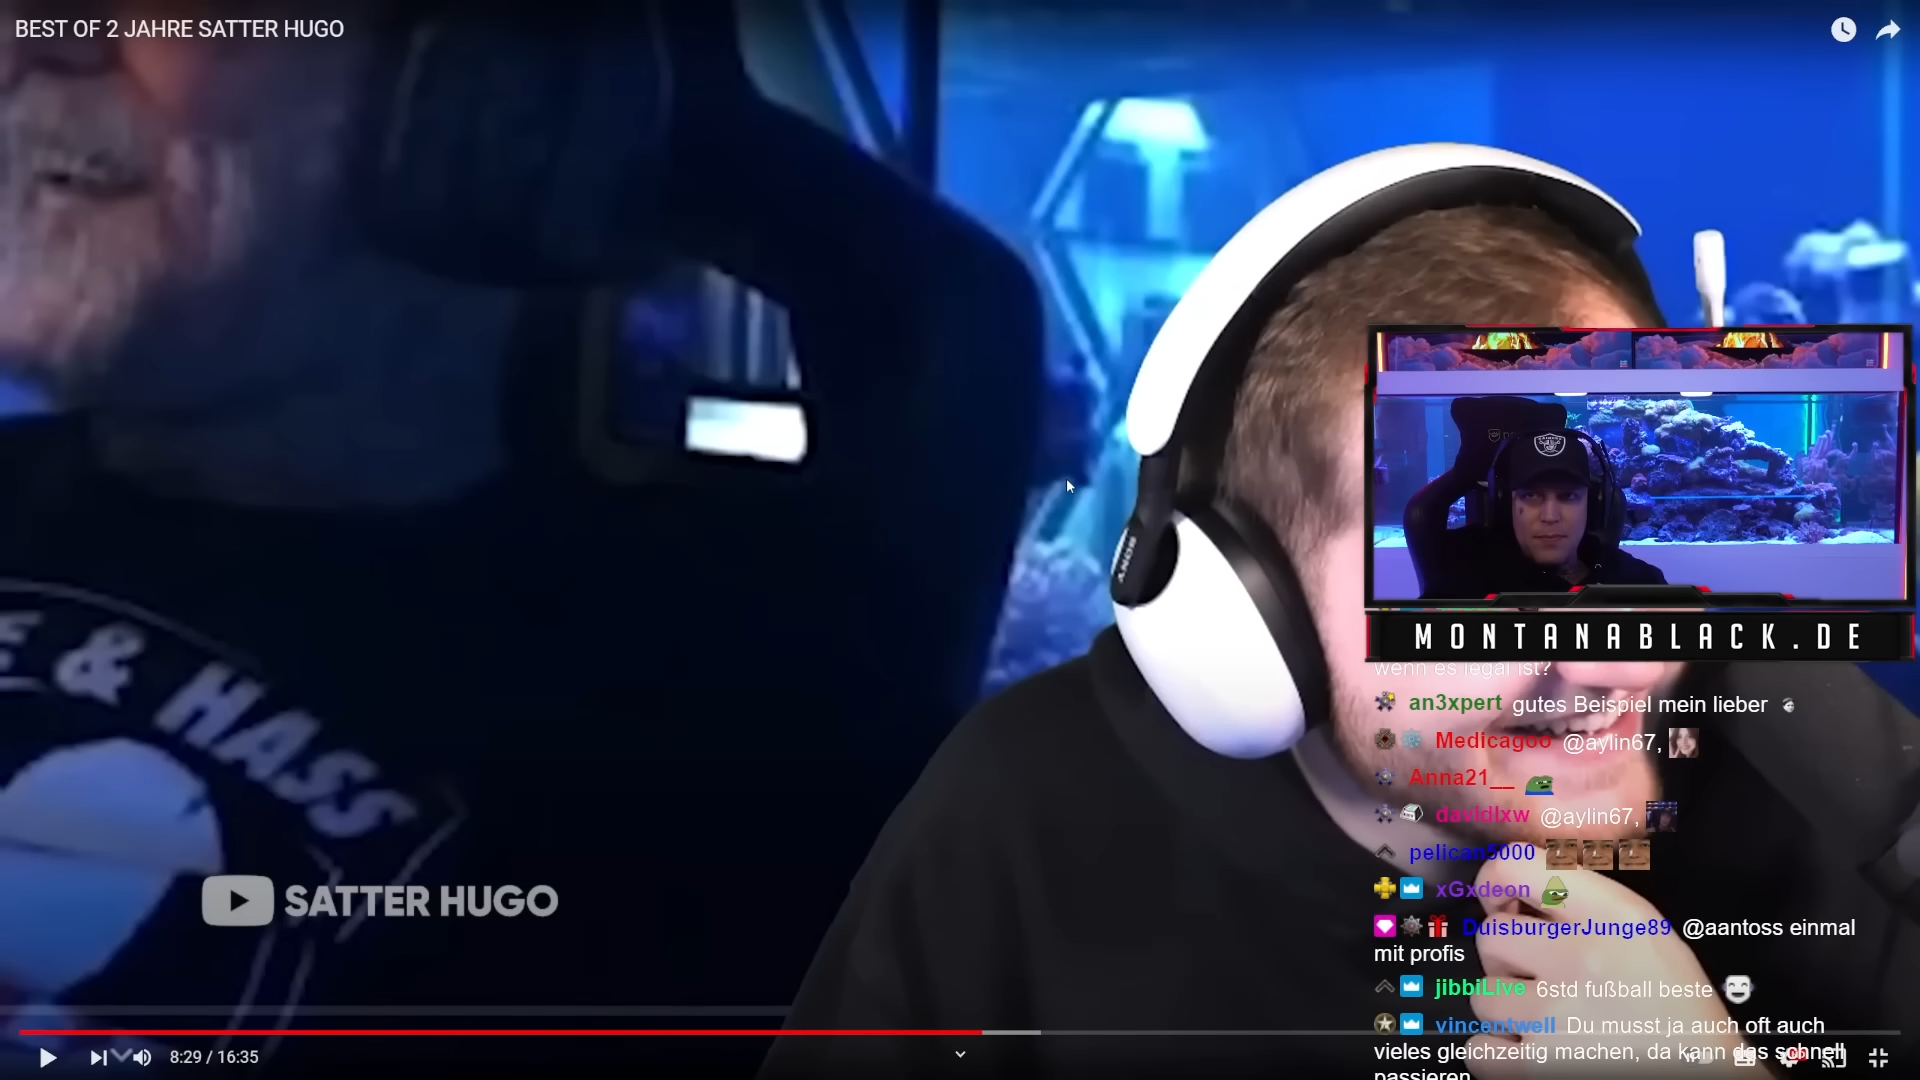 BEST OF 2 JAHRE SATTER HUGO
SONY
RAIDERS
E & HASS
SATTER HUGO
MONTANABLACK.DE
wenn es legal ist?
an3xpert gutes Beispiel mein lieber
Medicagoo @aylin67,
Anna21__
davidlxw @aylin67,
pelican5000
xGxdeon
DuisburgerJunge89 @aantoss einmal
mit profis
jibbiLive 6std fußball beste
vincentwell Du musst ja auch oft auch
vieles gleichzeitig machen, da kann das schnell
passieren
8:29 / 16:35